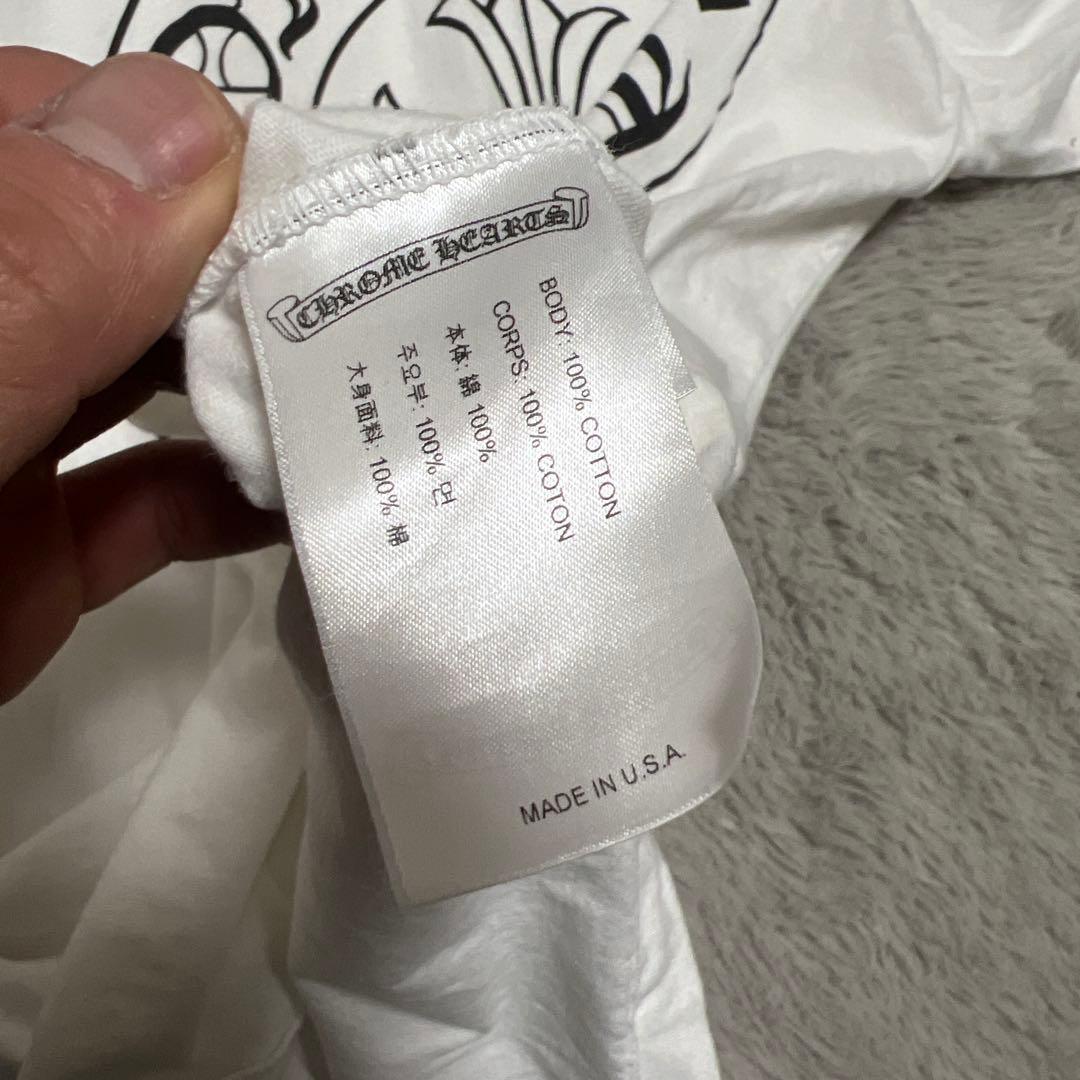 CHROME HEARTS
BODY: 100% COTTON
CORPS: 100% COTON
本体: 綿 100%
주요부: 100% 면
大身面料: 100% 棉
MADE IN U.S.A.